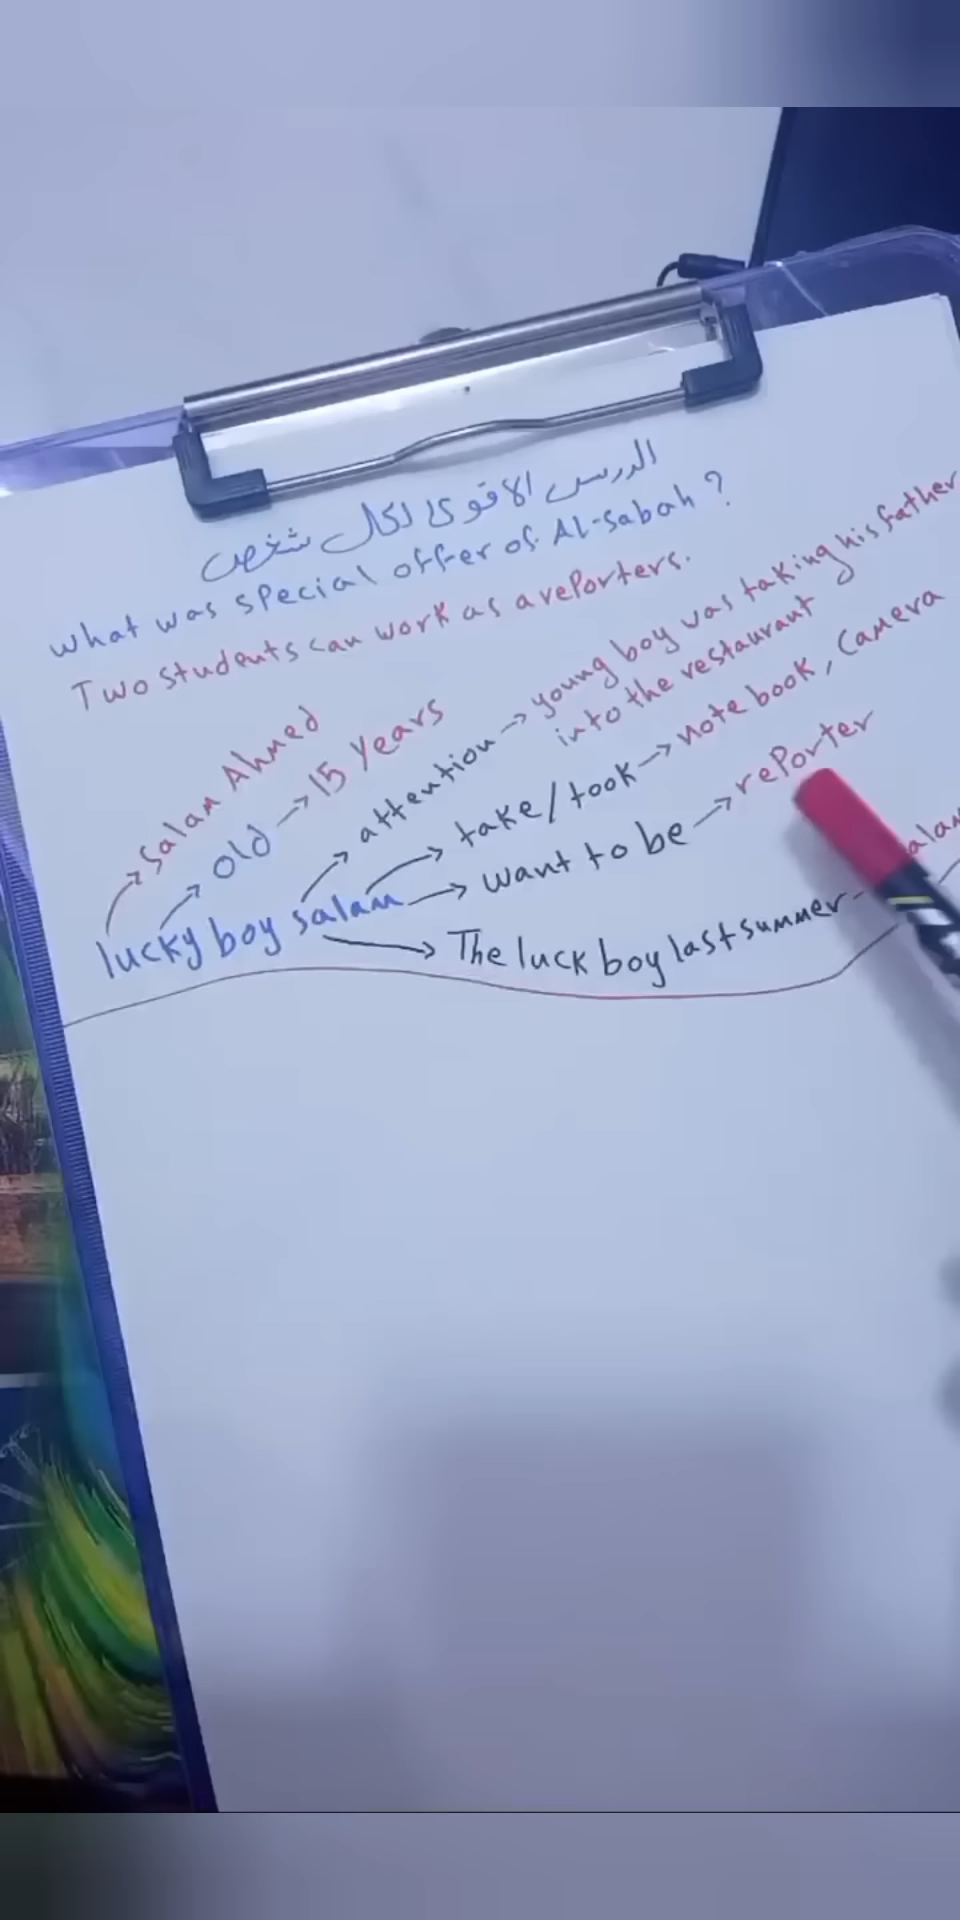 الدرس الاقوى لكل شخص
what was special offer of Al-sabah ?
Two students can work as a reporters.
salam Ahmed
old → 15 years
attention → young boy was taking his father
into the restaurant
take/took → note book, camera
want to be → reporter
lucky boy salam
The luck boy last summer-